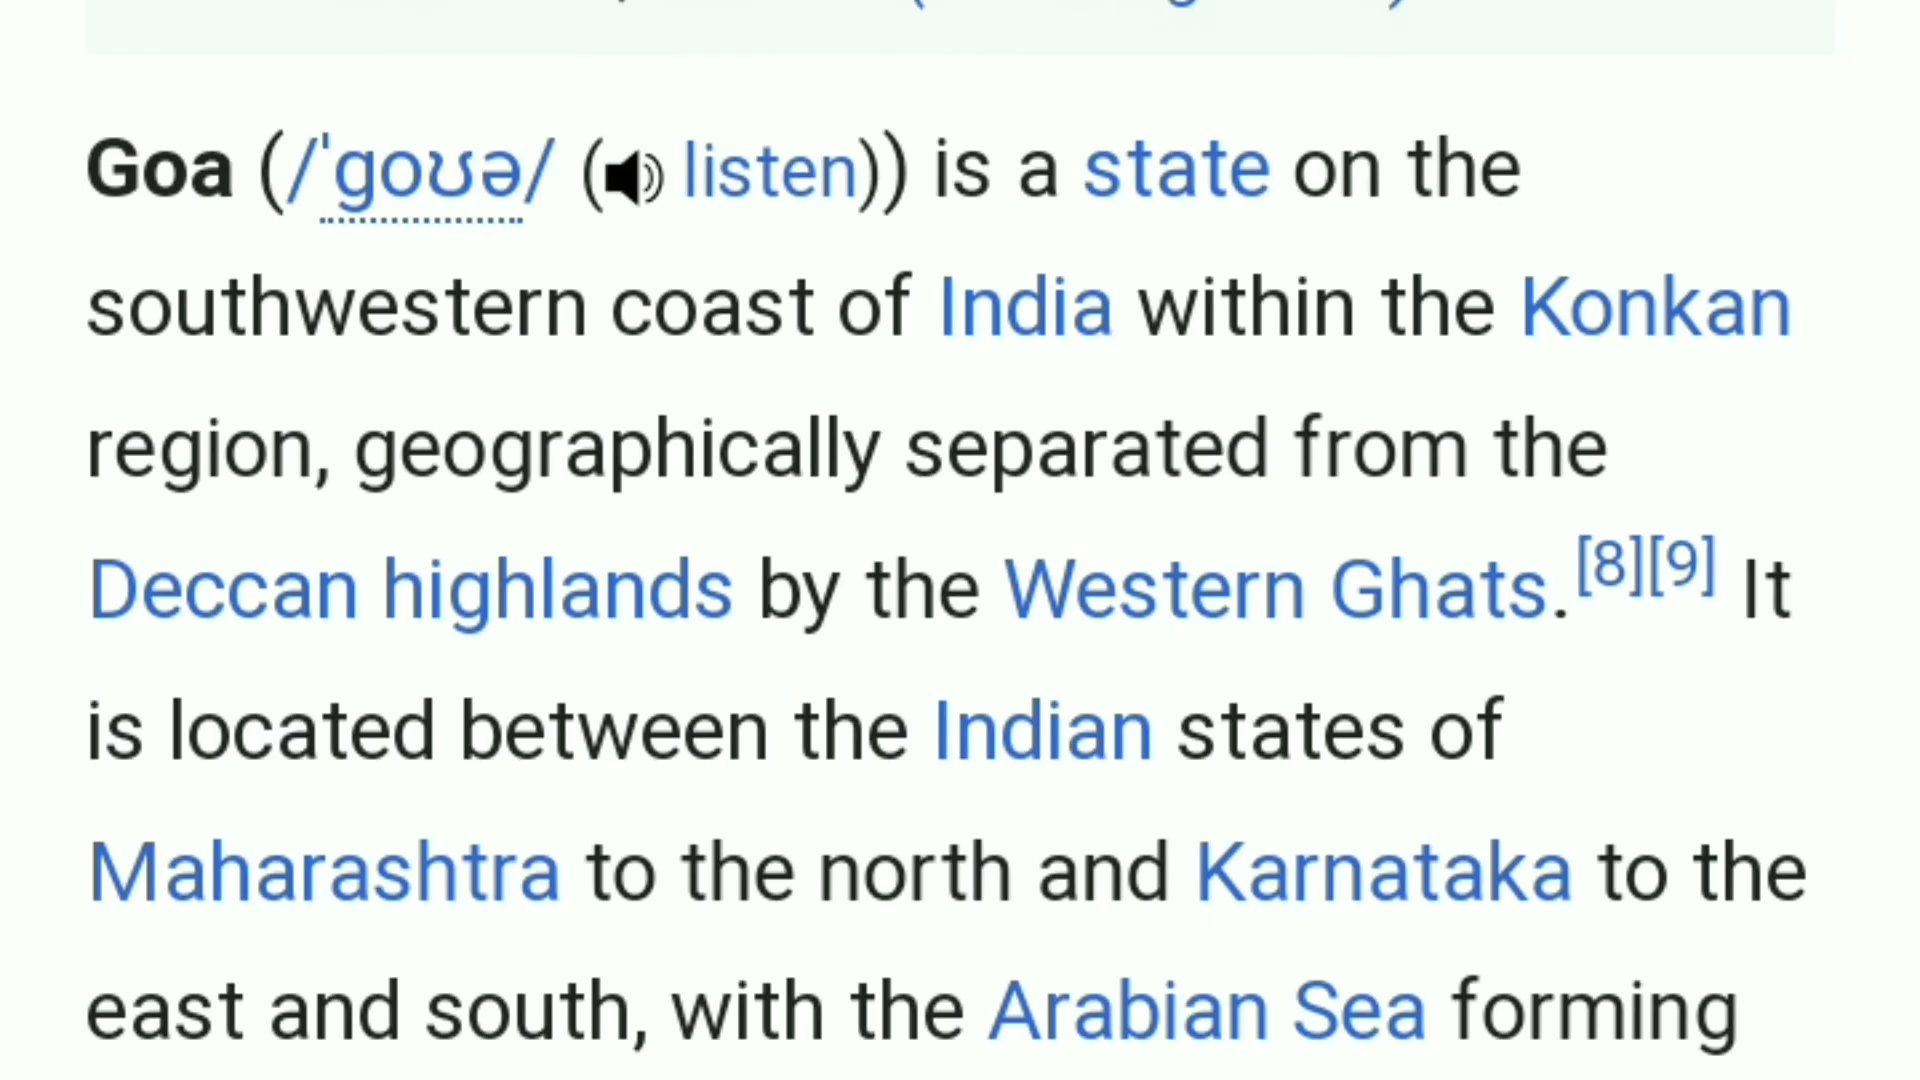 Goa (/ˈɡoʊə/ (listen)) is a state on the
southwestern coast of India within the Konkan
region, geographically separated from the
Deccan highlands by the Western Ghats.[8][9] It
is located between the Indian states of
Maharashtra to the north and Karnataka to the
east and south, with the Arabian Sea forming